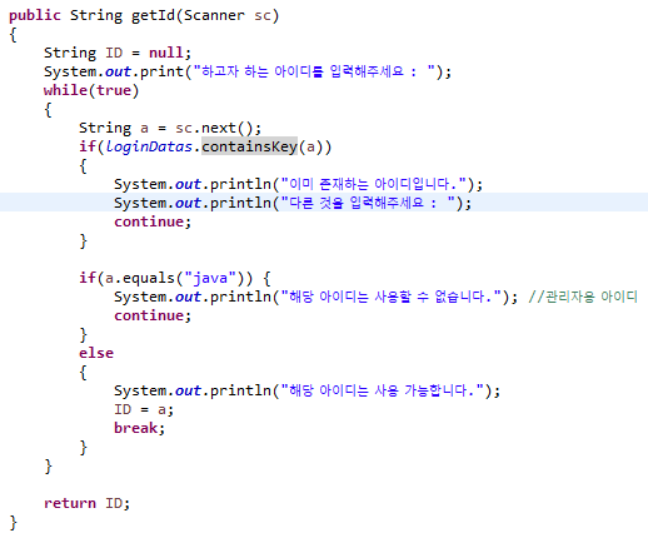 public String getId(Scanner sc)
{
    String ID = null;
    System.out.print("하고자 하는 아이디를 입력해주세요 : ");
    while(true)
    {
        String a = sc.next();
        if(loginDatas.containsKey(a))
        {
            System.out.println("이미 존재하는 아이디입니다.");
            System.out.println("다른 것을 입력해주세요 : ");
            continue;
        }

        if(a.equals("java")) {
            System.out.println("해당 아이디는 사용할 수 없습니다."); //관리자용 아이디
            continue;
        }
        else
        {
            System.out.println("해당 아이디는 사용 가능합니다.");
            ID = a;
            break;
        }
    }

    return ID;
}